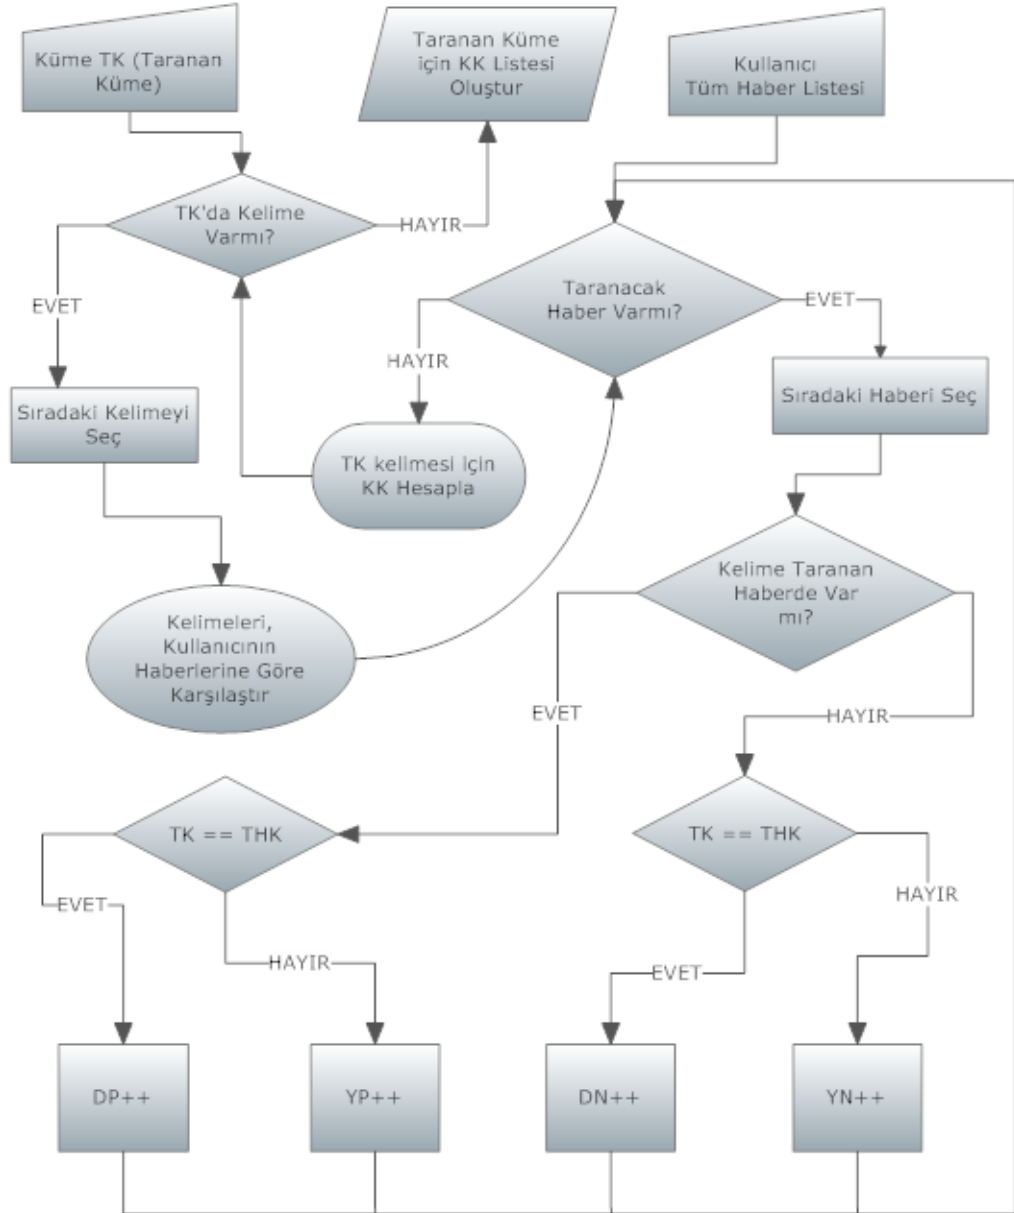 Küme TK (Taranan
Küme)
Taranan Küme
için KK Listesi
Oluştur
Kullanıcı
Tüm Haber Listesi
TK'da Kelime
Varmı?
HAYIR
EVET
Taranacak
Haber Varmı?
EVET
HAYIR
Sıradaki Kelimeyi
Seç
Sıradaki Haberi Seç
TK kelimesi için
KK Hesapla
Kelime Taranan
Haberde Var
mı?
Kelimeleri,
Kullanıcının
Haberlerine Göre
Karşılaştır
EVET
HAYIR
TK == THK
TK == THK
EVET
HAYIR
EVET
HAYIR
DP++
YP++
DN++
YN++